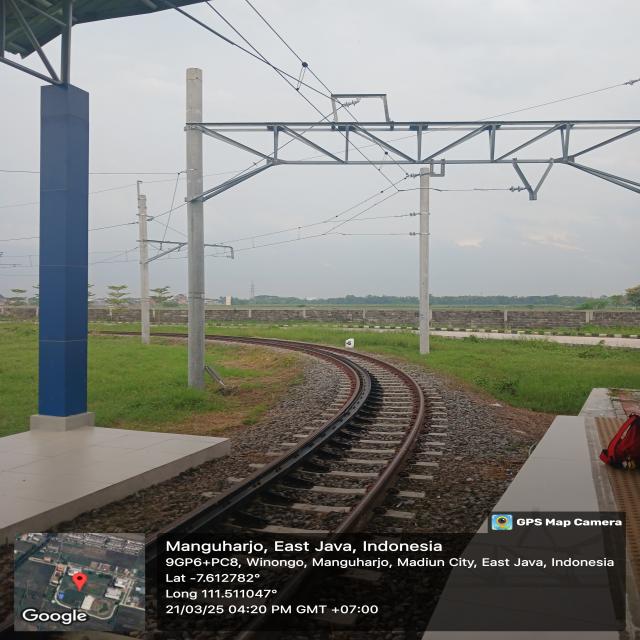 GPS Map Camera
Manguharjo, East Java, Indonesia
9GP6+PC8, Winongo, Manguharjo, Madiun City, East Java, Indonesia
Lat -7.612782°
Long 111.511047°
21/03/25 04:20 PM GMT +07:00
Google